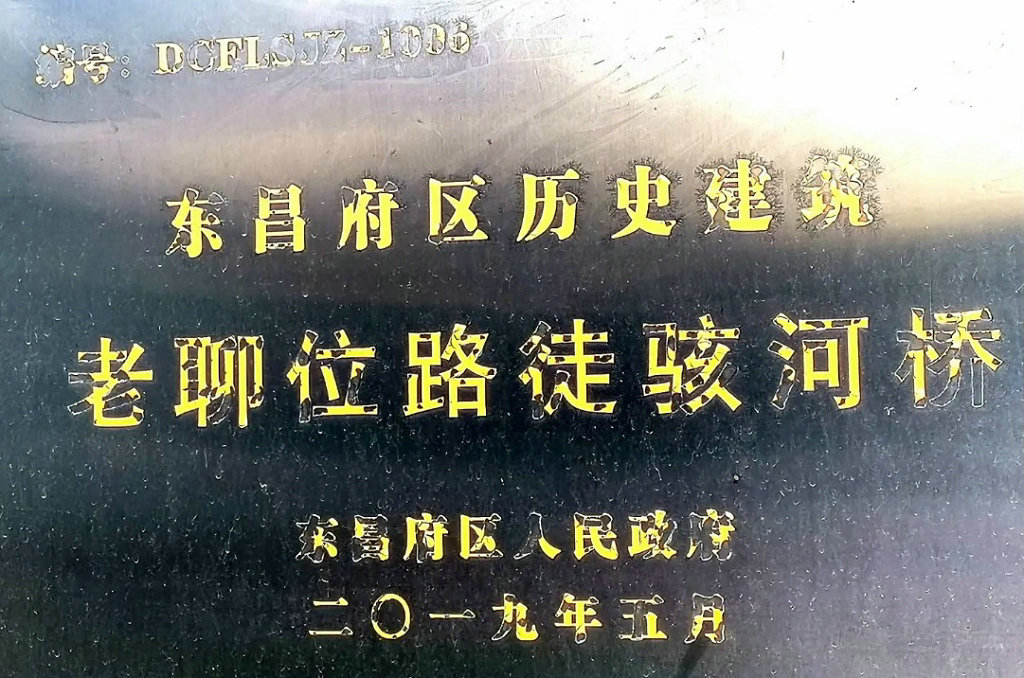 编号：DCFLSJZ-1006
东昌府区历史建筑
老聊位路徒骇河桥
东昌府区人民政府
二〇一九年五月